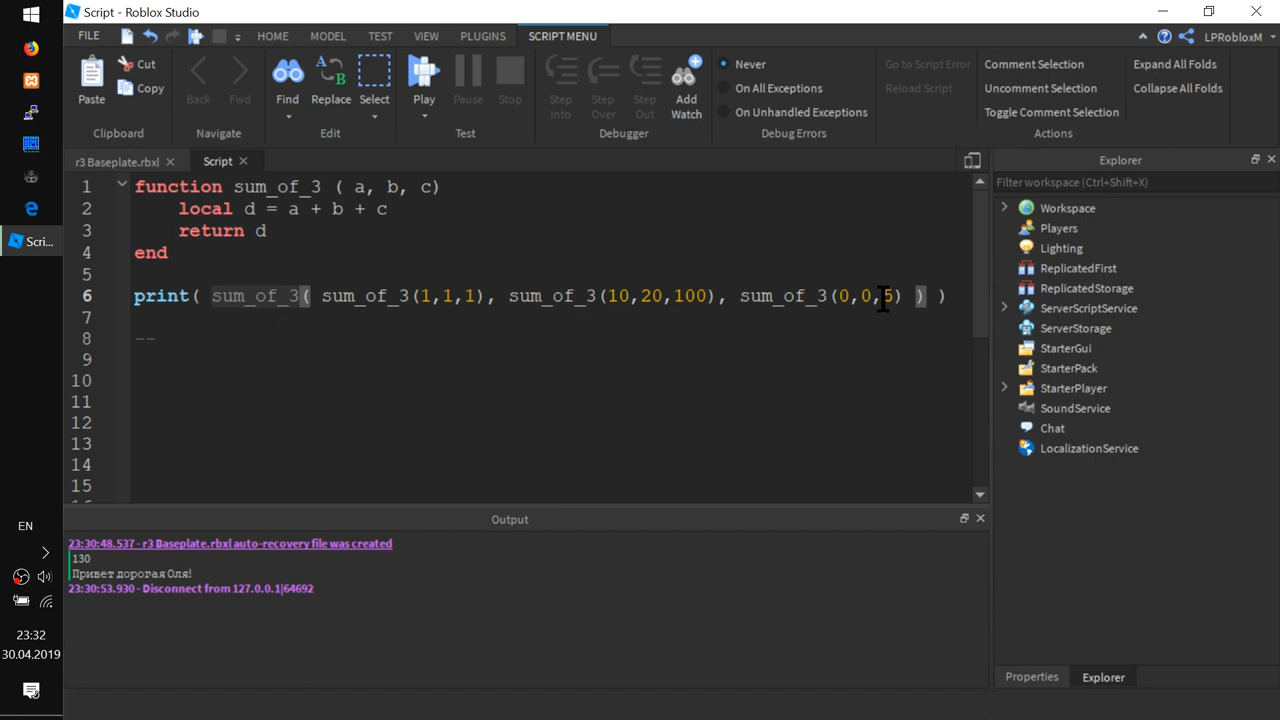 Script - Roblox Studio
FILE HOME MODEL TEST VIEW PLUGINS SCRIPT MENU LPRobloxM
Paste Cut Copy
Clipboard
Back Fwd
Navigate
Find Replace Select
Edit
Play Pause Stop
Test
Step Into Step Over Step Out Add Watch
Debugger
Never
On All Exceptions
On Unhandled Exceptions
Debug Errors
Go to Script Error
Reload Script
Comment Selection
Uncomment Selection
Toggle Comment Selection
Expand All Folds
Collapse All Folds
Actions
r3 Baseplate.rbxl Script
1 function sum_of_3 ( a, b, c)
2 local d = a + b + c
3 return d
4 end
5
6 print( sum_of_3( sum_of_3(1,1,1), sum_of_3(10,20,100), sum_of_3(0,0,5) ) )
7
8 --
9
10
11
12
13
14
15
Explorer
Filter workspace (Ctrl+Shift+X)
Workspace
Players
Lighting
ReplicatedFirst
ReplicatedStorage
ServerScriptService
ServerStorage
StarterGui
StarterPack
StarterPlayer
SoundService
Chat
LocalizationService
Properties Explorer
Output
23:30:48.537 - r3 Baseplate.rbxl auto-recovery file was created
130
Привет дорогая Оля!
23:30:53.930 - Disconnect from 127.0.0.1|64692
Scri...
EN
23:32
30.04.2019